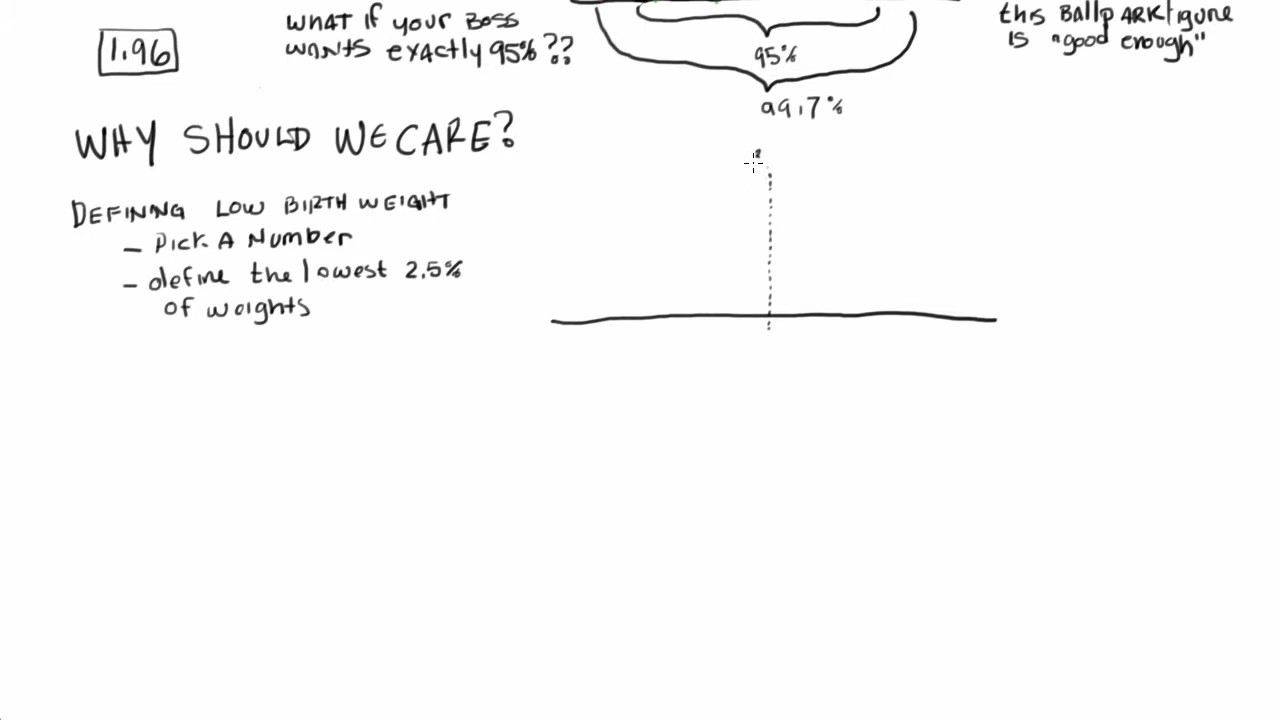 1.96
WHAT IF your BOSS
WANTS exactly 95%??
95%
99.7%
this BALLPARK figure
IS "good enough"
WHY SHOULD WE CARE?
DEFINING LOW BIRTH WEIGHT
- Pick A Number
- define the lowest 2.5%
of weights